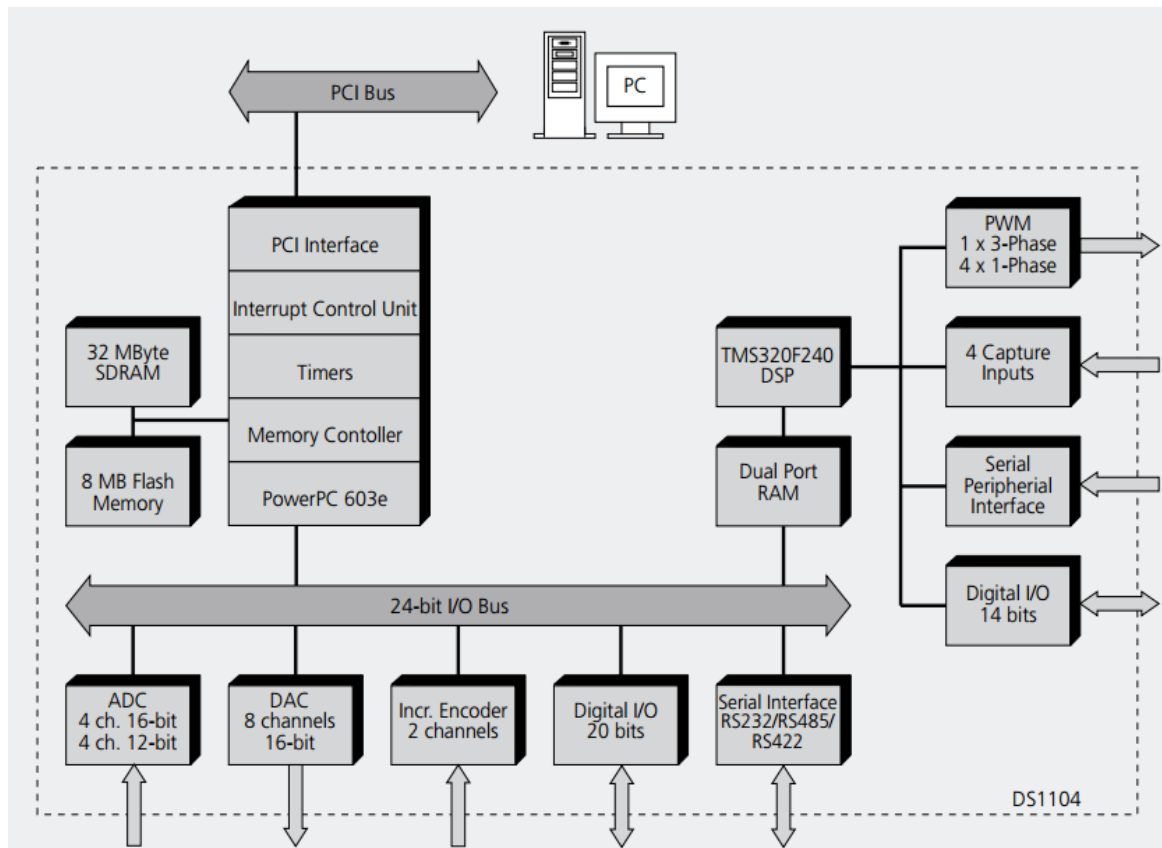 PCI Bus
PC
PCI Interface
Interrupt Control Unit
Timers
Memory Contoller
PowerPC 603e
32 MByte
SDRAM
8 MB Flash
Memory
TMS320F240
DSP
Dual Port
RAM
PWM
1 x 3-Phase
4 x 1-Phase
4 Capture
Inputs
Serial
Peripherial
Interface
Digital I/O
14 bits
24-bit I/O Bus
ADC
4 ch. 16-bit
4 ch. 12-bit
DAC
8 channels
16-bit
Incr. Encoder
2 channels
Digital I/O
20 bits
Serial Interface
RS232/RS485/
RS422
DS1104